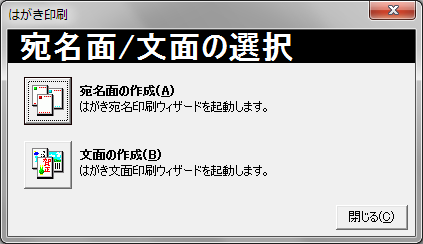 はがき印刷
宛名面/文面の選択
宛名面の作成(A)
はがき宛名印刷ウィザードを起動します。
文面の作成(B)
はがき文面印刷ウィザードを起動します。
閉じる(C)